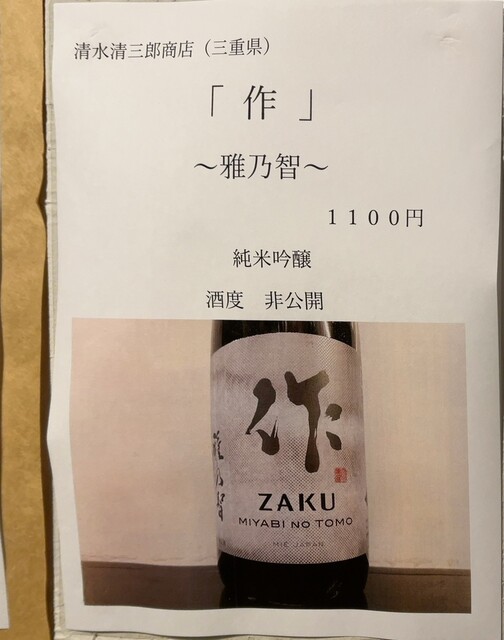 清水清三郎商店（三重県）
「 作 」
～雅乃智～
１１００円
純米吟醸
酒度　非公開
作
雅乃智
ZAKU
MIYABI NO TOMO
MIE JAPAN